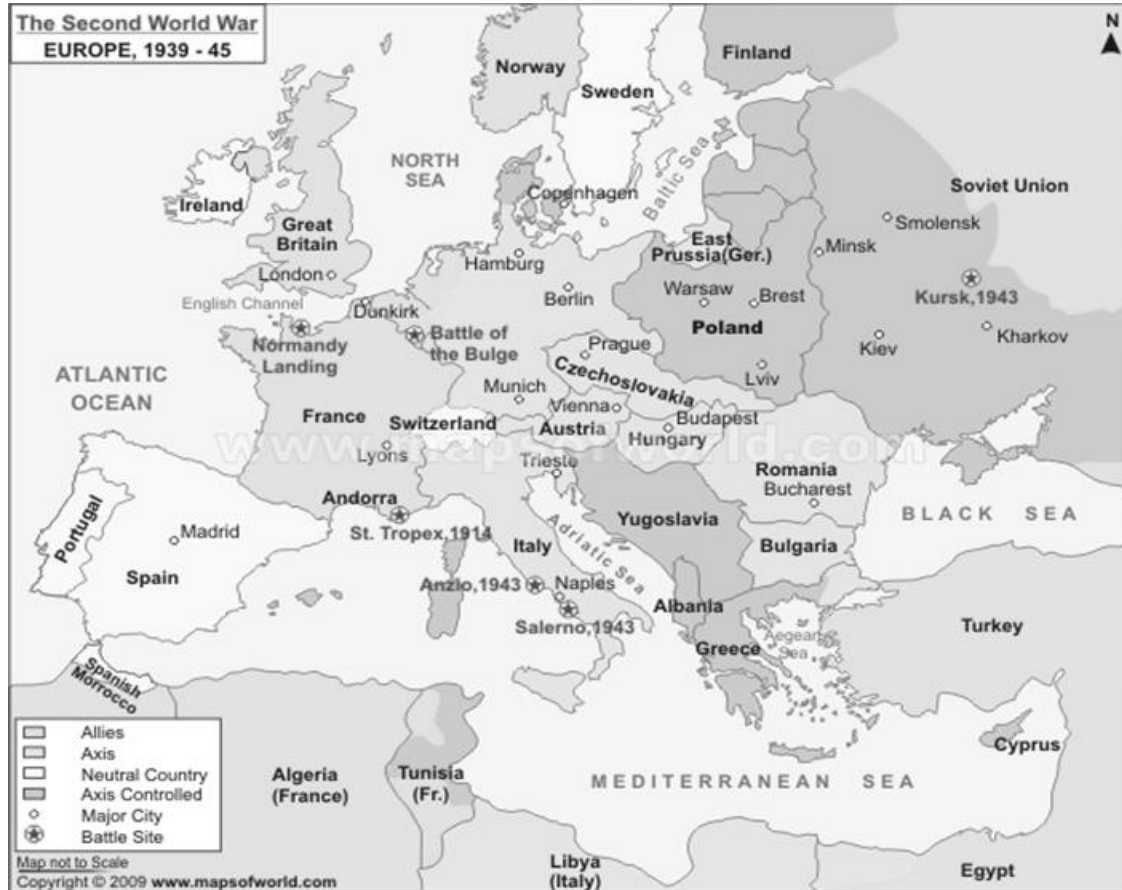 The Second World War
EUROPE, 1939 - 45
N
Norway
Finland
Sweden
NORTH
SEA
Baltic Sea
Soviet Union
Ireland
Copenhagen
Smolensk
Great
Britain
East
Prussia(Ger.)
Minsk
Hamburg
London
Berlin
Warsaw
Brest
Kursk,1943
English Channel
Dunkirk
Poland
Kharkov
Normandy
Landing
Battle of
the Bulge
Prague
Kiev
Czechoslovakia
Lviv
ATLANTIC
OCEAN
Munich
Vienna
Budapest
France
Switzerland
Austria
Hungary
www.mapsofworld.com
Lyons
Trieste
Romania
Bucharest
Andorra
St. Tropex,1914
Portugal
Madrid
Spain
Italy
Adriatic Sea
Yugoslavia
BLACK SEA
Bulgaria
Anzio,1943
Naples
Salerno,1943
Albania
Greece
Aegean
Sea
Turkey
Spanish
Morrocco
Allies
Axis
Neutral Country
Axis Controlled
Major City
Battle Site
Algeria
(France)
Tunisia
(Fr.)
Cyprus
MEDITERRANEAN SEA
Map not to Scale
Copyright © 2009 www.mapsofworld.com
Libya
(Italy)
Egypt